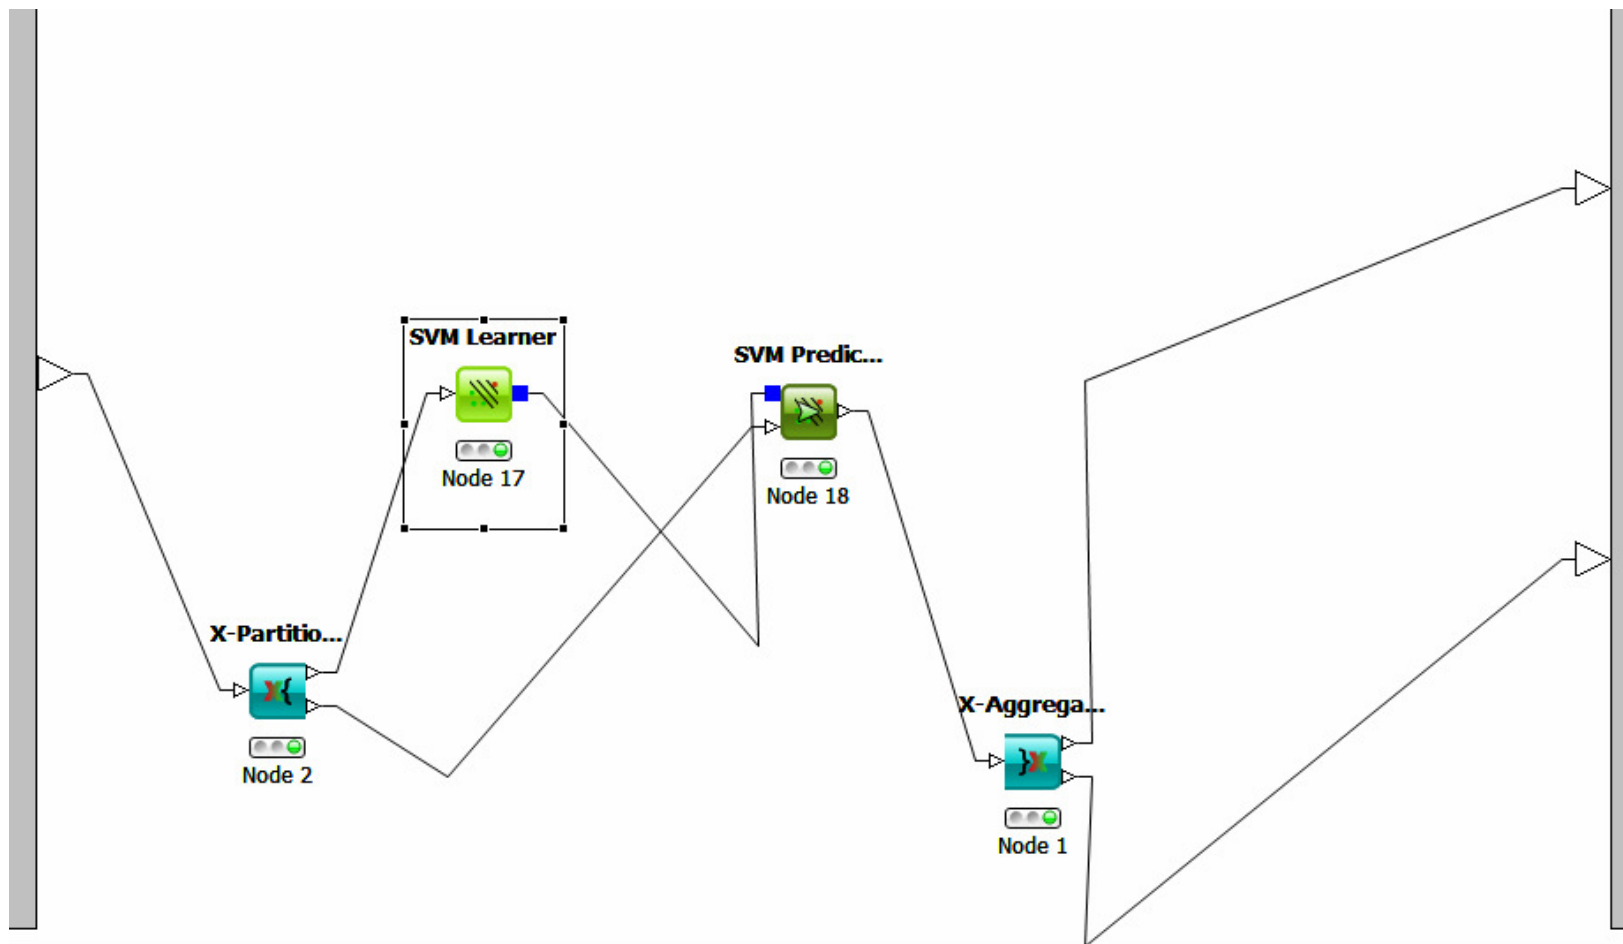 SVM Learner
Node 17
SVM Predic...
Node 18
X-Partitio...
Node 2
X-Aggrega...
Node 1